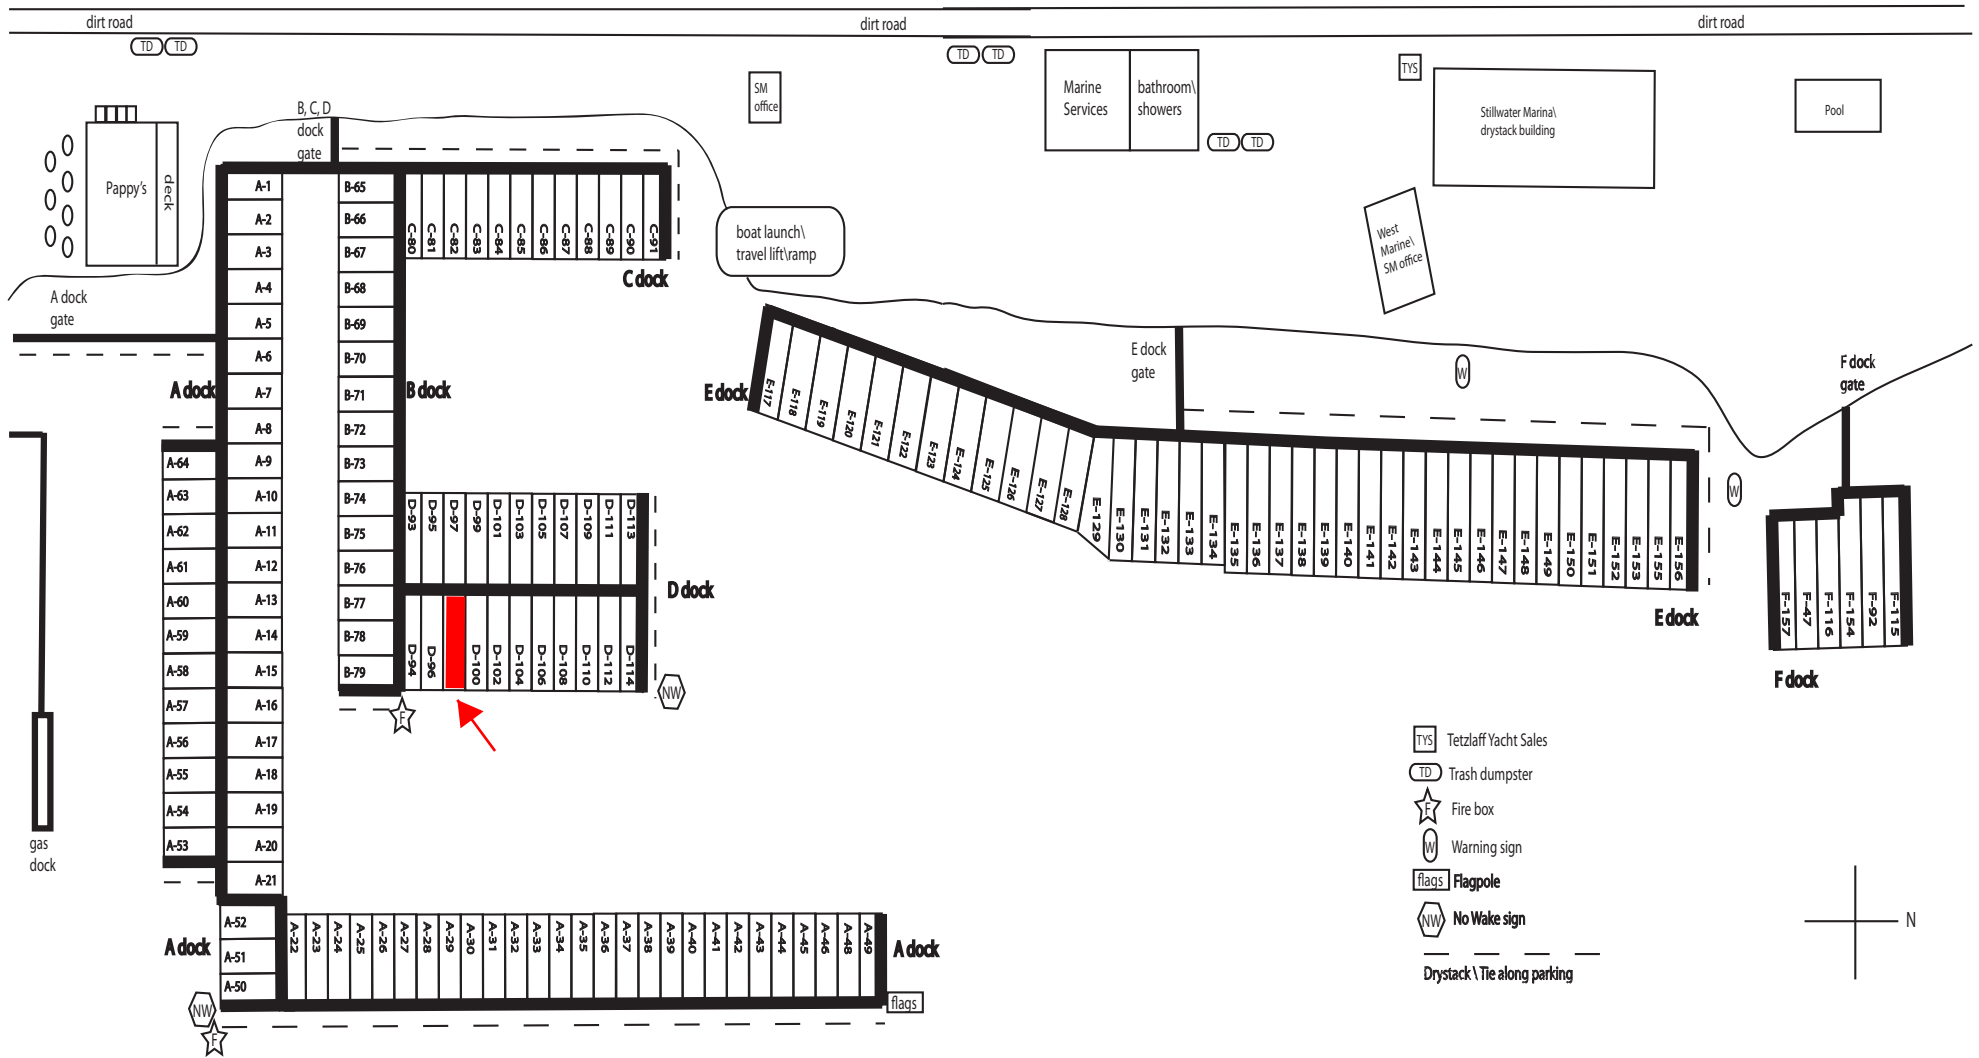 dirt road
dirt road
dirt road
TD
TD
TD
TD
TYS
SM
office
Marine
Services
bathroom\
showers
Stillwater Marina\
drystack building
Pool
B, C, D
dock
gate
TD
TD
Pappy's
deck
A-1
A-2
A-3
A-4
A-5
A-6
A-7
A-8
A-9
A-10
A-11
A-12
A-13
A-14
A-15
A-16
A-17
A-18
A-19
A-20
A-21
B-65
B-66
B-67
B-68
B-69
B-70
B-71
B-72
B-73
B-74
B-75
B-76
B-77
B-78
B-79
C-80
C-81
C-82
C-83
C-84
C-85
C-86
C-87
C-88
C-89
C-90
C-91
C dock
boat launch\
travel lift\ramp
West
Marine\
SM office
A dock
gate
A dock
B dock
E dock
E dock
gate
W
F dock
gate
E-117
E-118
E-119
E-120
E-121
E-122
E-123
E-124
E-125
E-126
E-127
E-128
E-129
E-130
E-131
E-132
E-133
E-134
E-135
E-136
E-137
E-138
E-139
E-140
E-141
E-142
E-143
E-144
E-145
E-146
E-147
E-148
E-149
E-150
E-151
E-152
E-153
E-155
E-156
W
E dock
F-157
F-47
F-116
F-154
F-92
F-115
F dock
A-64
A-63
A-62
A-61
A-60
A-59
A-58
A-57
A-56
A-55
A-54
A-53
D-93
D-95
D-97
D-99
D-101
D-103
D-105
D-107
D-109
D-111
D-113
D dock
D-94
D-96
D-100
D-102
D-104
D-106
D-108
D-110
D-112
D-114
NW
F
gas
dock
A-52
A-51
A-50
A dock
A-22
A-23
A-24
A-25
A-26
A-27
A-28
A-29
A-30
A-31
A-32
A-33
A-34
A-35
A-36
A-37
A-38
A-39
A-40
A-41
A-42
A-43
A-44
A-45
A-46
A-48
A-49
A dock
flags
NW
F
TYS Tetzlaff Yacht Sales
TD Trash dumpster
F Fire box
W Warning sign
flags Flagpole
NW No Wake sign
Drystack \ Tie along parking
N